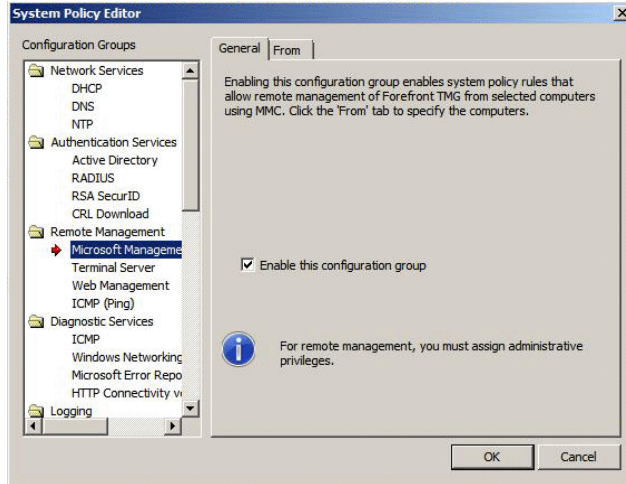 System Policy Editor
Configuration Groups
Network Services
DHCP
DNS
NTP
Authentication Services
Active Directory
RADIUS
RSA SecurID
CRL Download
Remote Management
Microsoft Manageme
Terminal Server
Web Management
ICMP (Ping)
Diagnostic Services
ICMP
Windows Networking
Microsoft Error Repo
HTTP Connectivity v
Logging
General
From
Enabling this configuration group enables system policy rules that
allow remote management of Forefront TMG from selected computers
using MMC. Click the 'From' tab to specify the computers.
Enable this configuration group
For remote management, you must assign administrative
privileges.
OK
Cancel